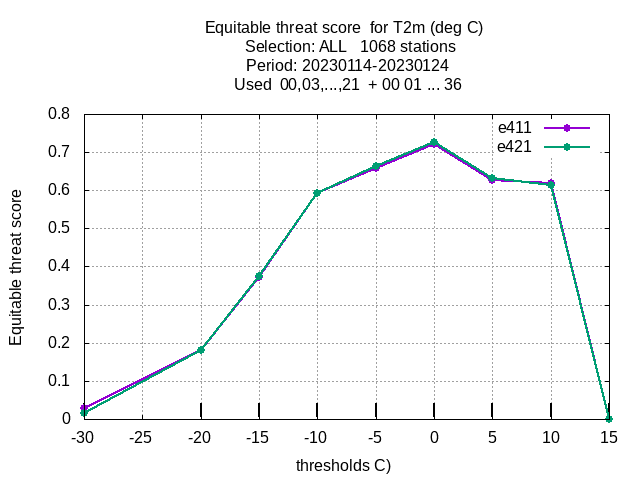 Equitable threat score  for T2m (deg C)
Selection: ALL   1068 stations
Period: 20230114-20230124
Used  00,03,...,21  + 00 01 ... 36
e411
e421
Equitable threat score
0.8
0.7
0.6
0.5
0.4
0.3
0.2
0.1
0
-30 -25 -20 -15 -10 -5 0 5 10 15
thresholds C)